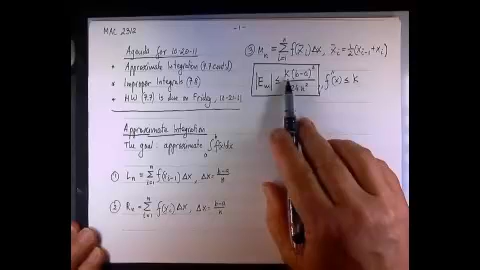 MAC 2312
-1-
Agenda for 10-20-11
* Approximate Integration (7.7 cont'd)
* Improper Integrals (7.8)
* HW (7.7) is due on Friday, 10-21-11
Approximate Integration
The goal: approximate ∫ₐᵇ f(x)dx
① Lₙ = Σᵢ₌₁ⁿ f(xᵢ₋₁) Δx, Δx = (b-a)/n
② Rₙ = Σᵢ₌₁ⁿ f(xᵢ) Δx, Δx = (b-a)/n
③ Mₙ = Σᵢ₌₁ⁿ f(x̄ᵢ) Δx, x̄ᵢ = ½(xᵢ₋₁+xᵢ)
|E_M| ≤ K(b-a)³/24n², f''(x) ≤ K